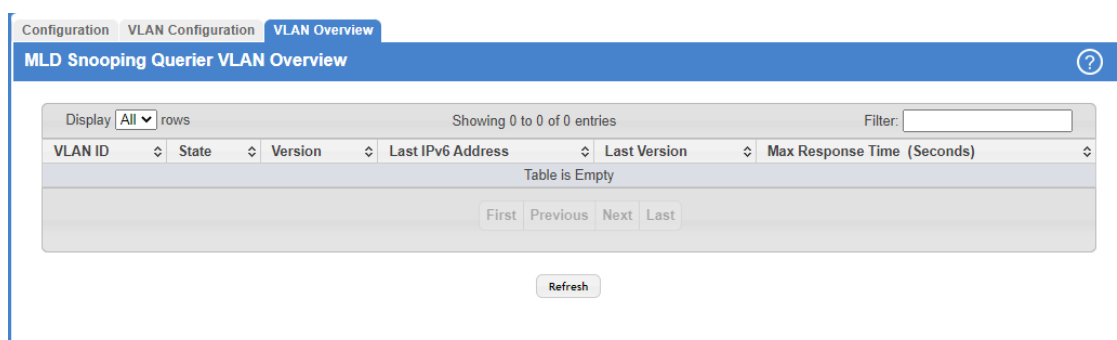 Configuration VLAN Configuration VLAN Overview
MLD Snooping Querier VLAN Overview ?
Display All rows Showing 0 to 0 of 0 entries Filter:
VLAN ID State Version Last IPv6 Address Last Version Max Response Time (Seconds)
Table is Empty
First Previous Next Last
Refresh